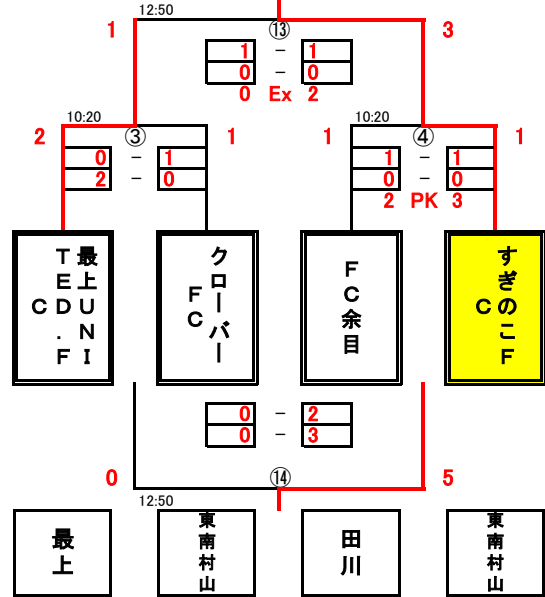 12:50
1 ⑬ 3
1 - 1
0 - 0
0 Ex 2
10:20 10:20
2 ③ 1 1 ④ 1
0 - 1 1 - 1
2 - 0 0 - 0
2 PK 3
最上UNITED.FC
クローバーFC
FC余目
すぎのこFC
0 - 2
0 - 3
0 ⑭ 5
12:50
最上
東南村山
田川
東南村山